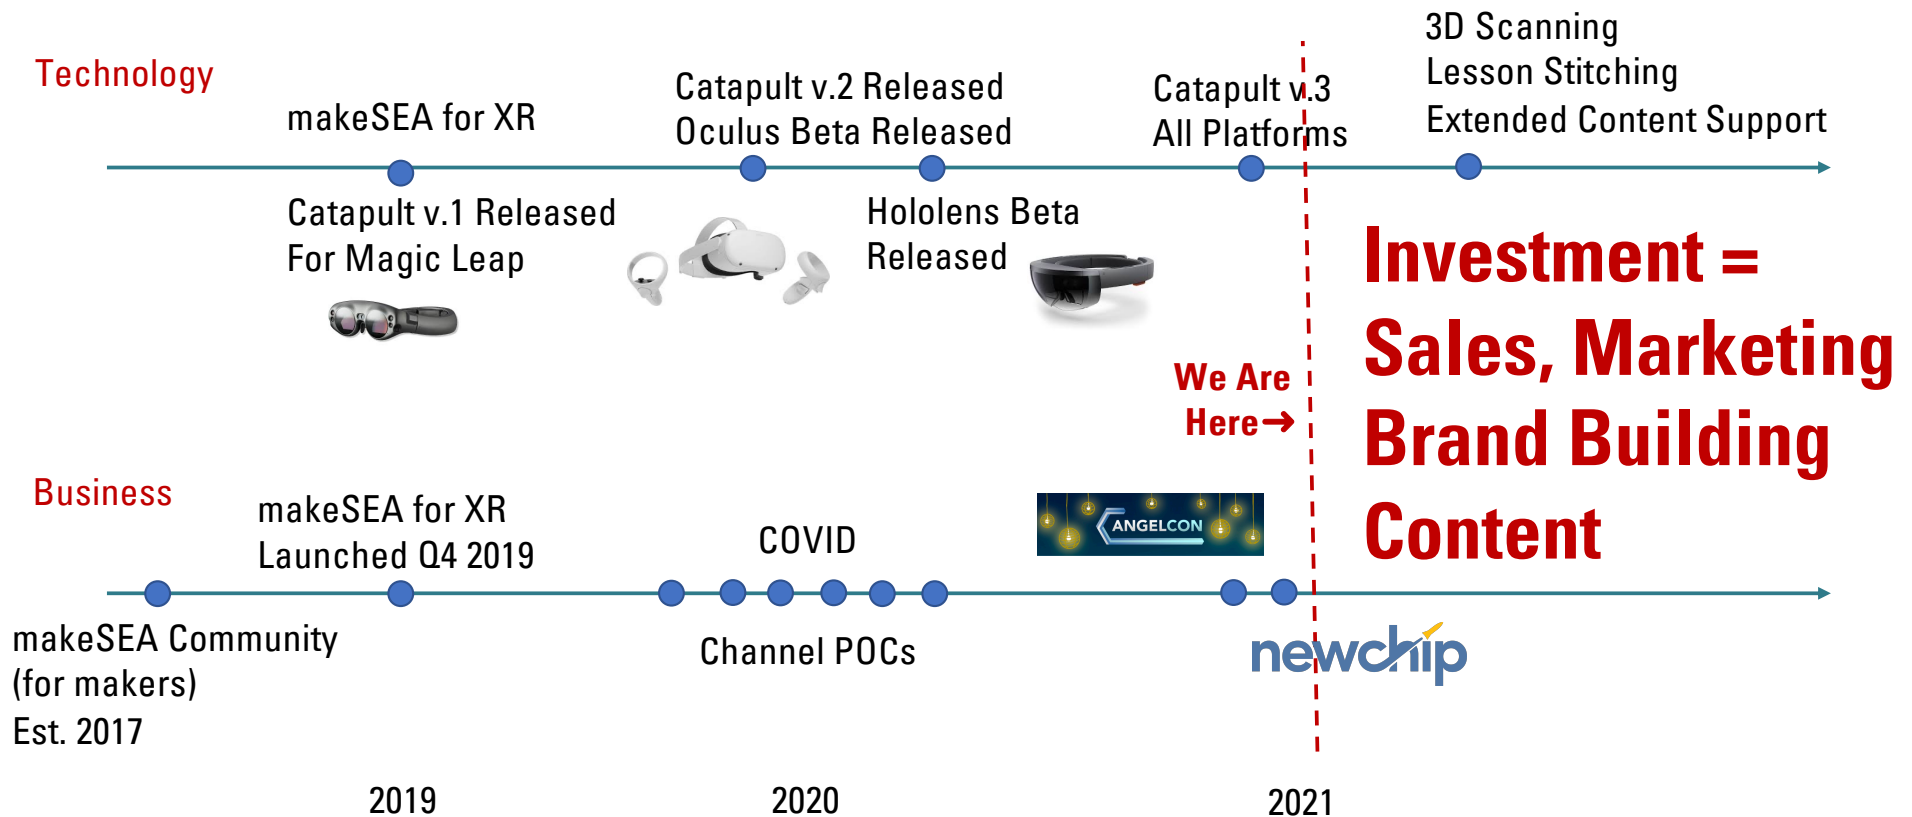 Technology
makeSEA for XR
Catapult v.1 Released
For Magic Leap
Catapult v.2 Released
Oculus Beta Released
Hololens Beta
Released
Catapult v.3
All Platforms
3D Scanning
Lesson Stitching
Extended Content Support
Investment =
Sales, Marketing
Brand Building
Content
We Are
Here→
Business
makeSEA Community
(for makers)
Est. 2017
makeSEA for XR
Launched Q4 2019
COVID
Channel POCs
ANGELCON
newchip
2019
2020
2021